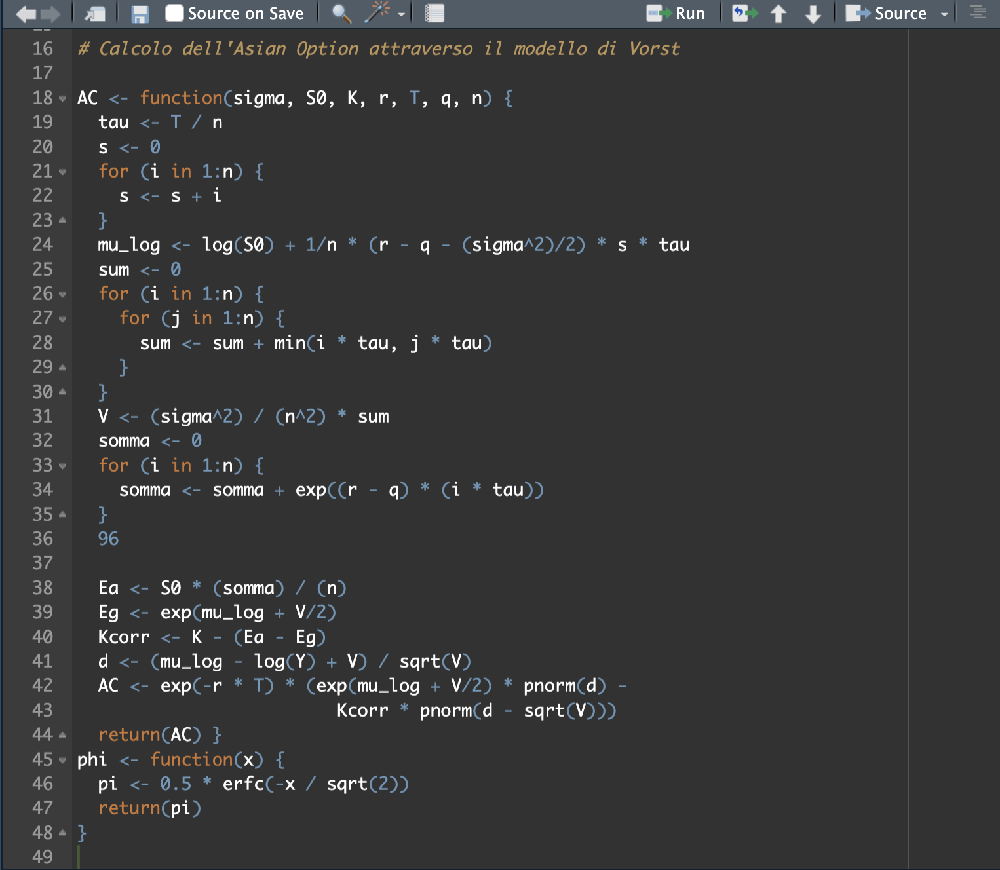 Source on Save Run Source
16 # Calcolo dell'Asian Option attraverso il modello di Vorst
17
18 AC <- function(sigma, S0, K, r, T, q, n) {
19   tau <- T / n
20   s <- 0
21   for (i in 1:n) {
22     s <- s + i
23   }
24   mu_log <- log(S0) + 1/n * (r - q - (sigma^2)/2) * s * tau
25   sum <- 0
26   for (i in 1:n) {
27     for (j in 1:n) {
28       sum <- sum + min(i * tau, j * tau)
29     }
30   }
31   V <- (sigma^2) / (n^2) * sum
32   somma <- 0
33   for (i in 1:n) {
34     somma <- somma + exp((r - q) * (i * tau))
35   }
36   96
37
38   Ea <- S0 * (somma) / (n)
39   Eg <- exp(mu_log + V/2)
40   Kcorr <- K - (Ea - Eg)
41   d <- (mu_log - log(Y) + V) / sqrt(V)
42   AC <- exp(-r * T) * (exp(mu_log + V/2) * pnorm(d) -
43                          Kcorr * pnorm(d - sqrt(V)))
44   return(AC) }
45 phi <- function(x) {
46   pi <- 0.5 * erfc(-x / sqrt(2))
47   return(pi)
48 }
49